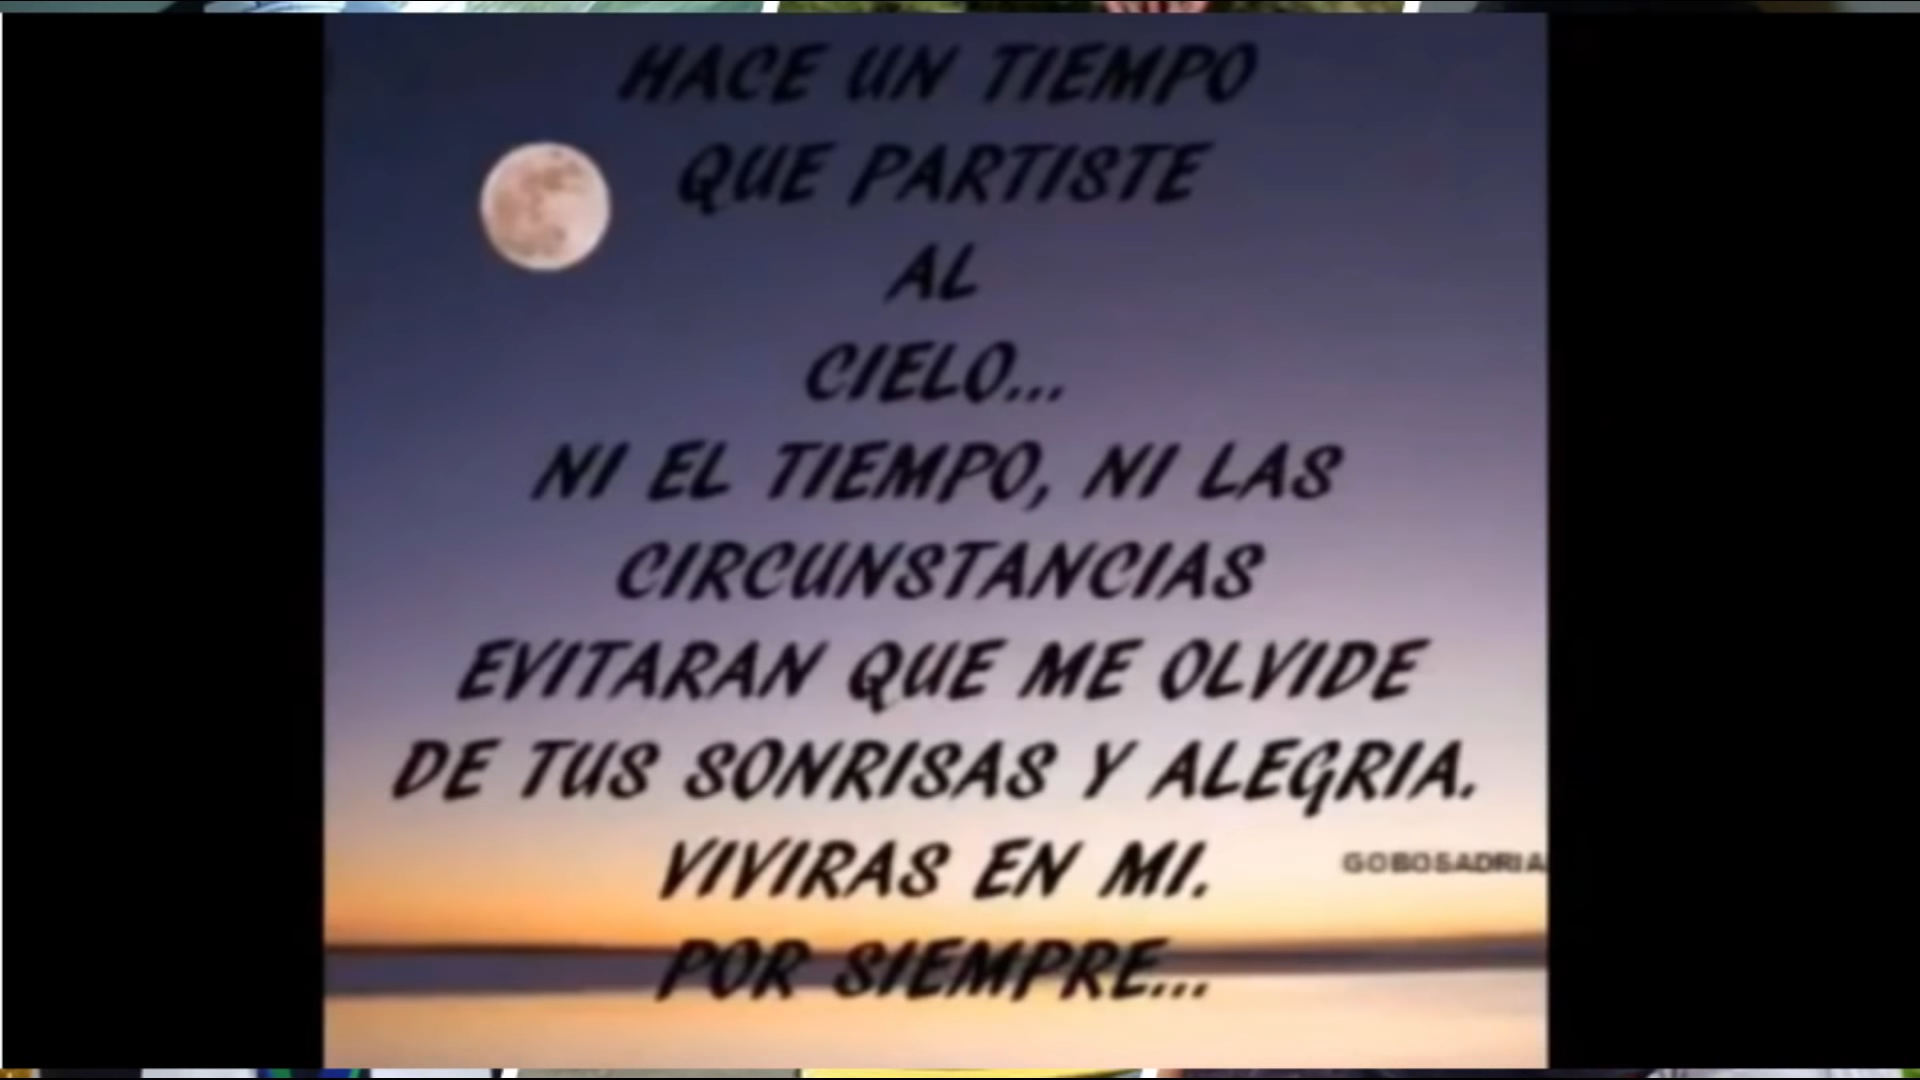 HACE UN TIEMPO
QUE PARTISTE
AL
CIELO...
NI EL TIEMPO, NI LAS
CIRCUNSTANCIAS
EVITARAN QUE ME OLVIDE
DE TUS SONRISAS Y ALEGRIA.
VIVIRAS EN MI.
GOBOSADRIA
POR SIEMPRE...